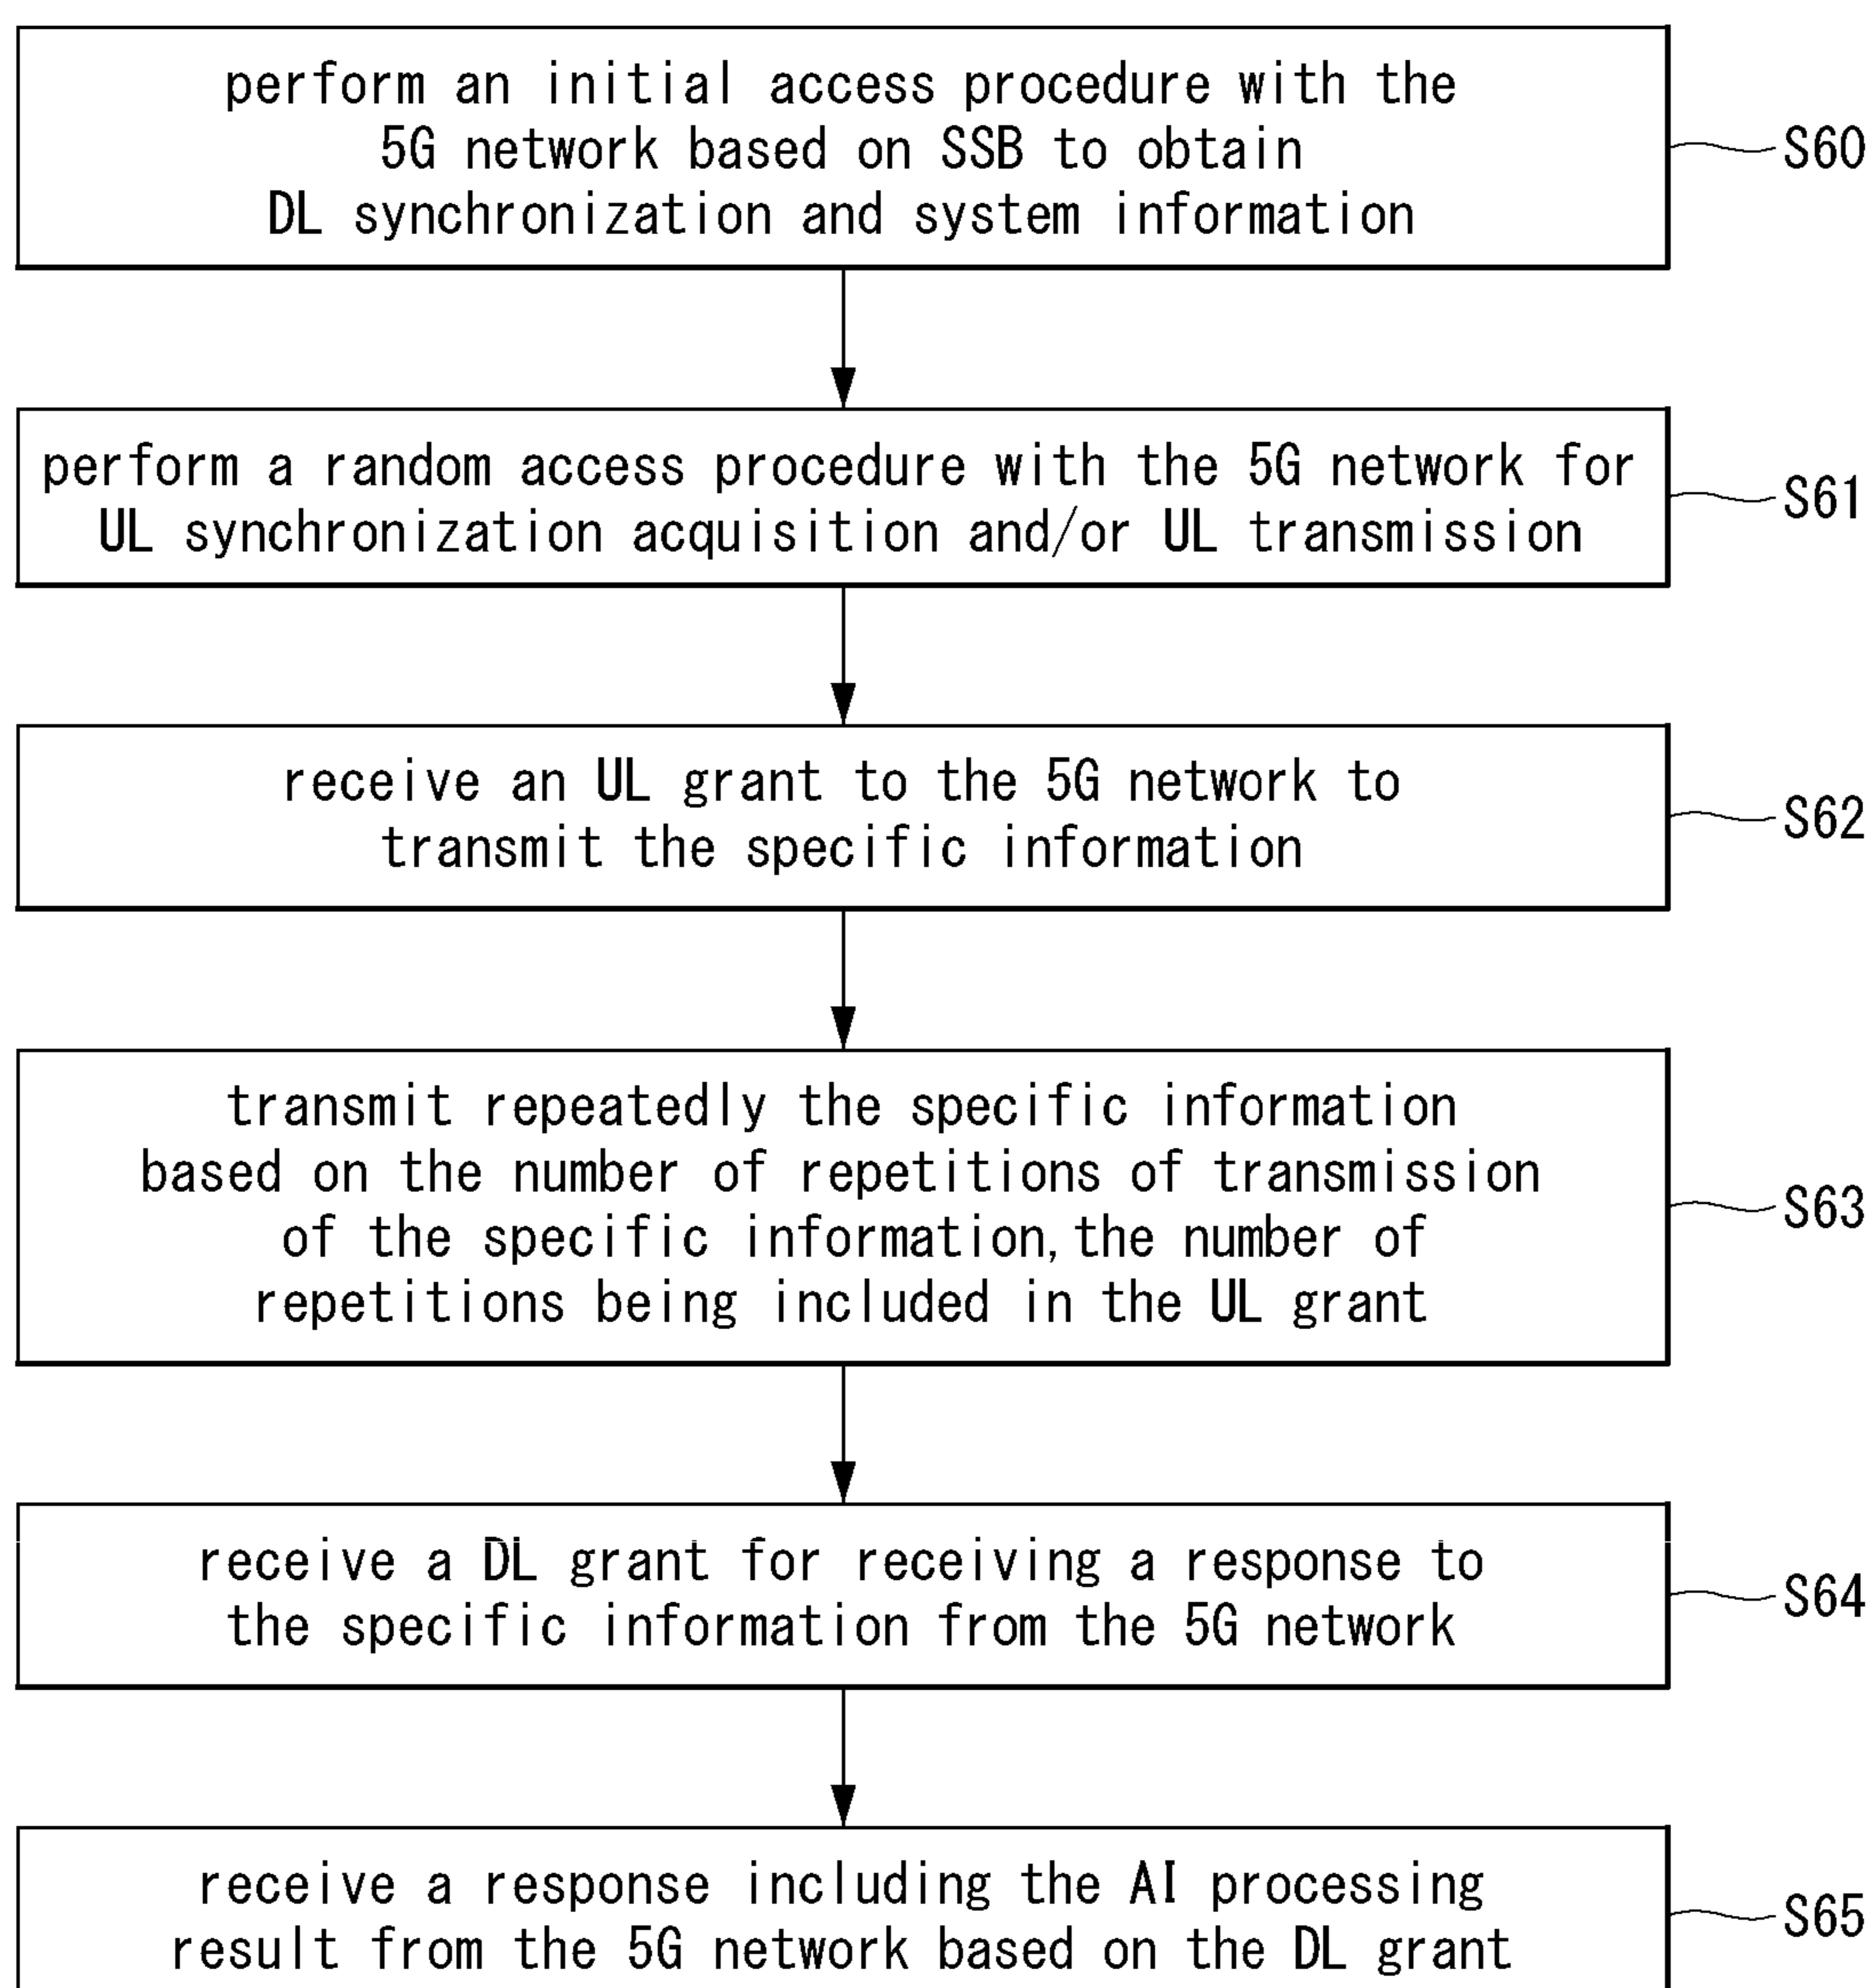 perform an initial access procedure with the
5G network based on SSB to obtain
DL synchronization and system information
S60
perform a random access procedure with the 5G network for
UL synchronization acquisition and/or UL transmission
S61
receive an UL grant to the 5G network to
transmit the specific information
S62
transmit repeatedly the specific information
based on the number of repetitions of transmission
of the specific information, the number of
repetitions being included in the UL grant
S63
receive a DL grant for receiving a response to
the specific information from the 5G network
S64
receive a response including the AI processing
result from the 5G network based on the DL grant
S65